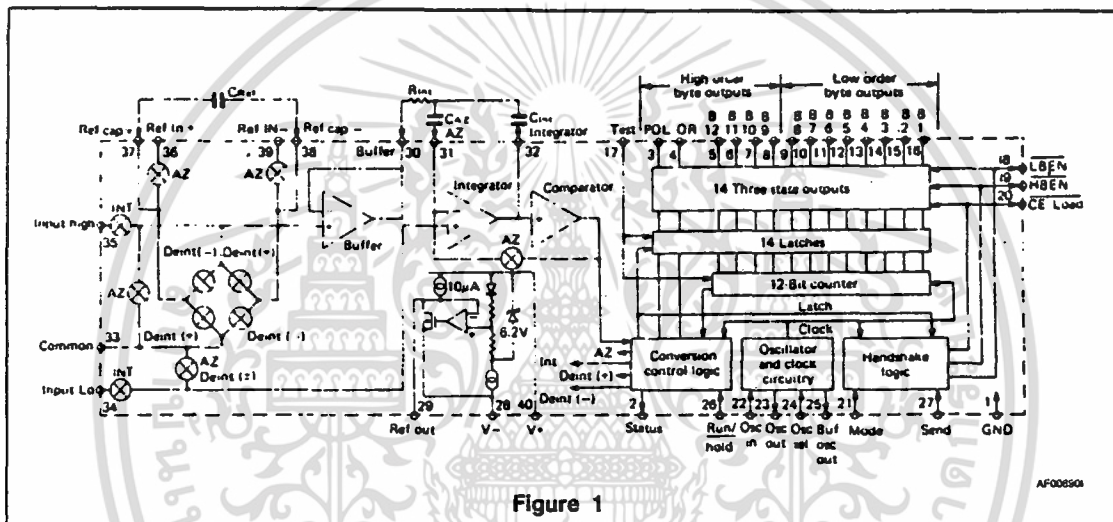 High order byte outputs
Low order byte outputs
CRef
RInt
CAZ
AZ
CInt
Integrator
Ref cap +
Ref In +
Ref IN-
Ref cap -
Buffer
Test
POL
OR
B 12
B 11
B 10
B 9
B 8
B 7
B 6
B 5
B 4
B 3
B 2
B 1
37
36
39
38
30
31
32
17
3
4
5
6
7
8
9
10
11
12
13
14
15
16
18
LBEN
19
HBEN
20
CE Load
AZ
AZ
14 Three state outputs
Integrator
Comparator
Input high
INT
35
Buffer
14 Latches
Deint(-)
Deint(+)
AZ
AZ
12-Bit counter
10μA
Latch
6.2V
Clock
Deint (+)
Deint (-)
33
Common
AZ
Int
AZ
Deint (+)
Deint (-)
Conversion control logic
Oscillator and clock circuitry
Handshake logic
INT
Deint (±)
Input Lo
34
29
28
40
2
26
22
23
24
25
21
27
1
Ref out
V-
V+
Status
Run/hold
Osc in
Osc out
Osc sel
Buf osc out
Mode
Send
GND
Figure 1